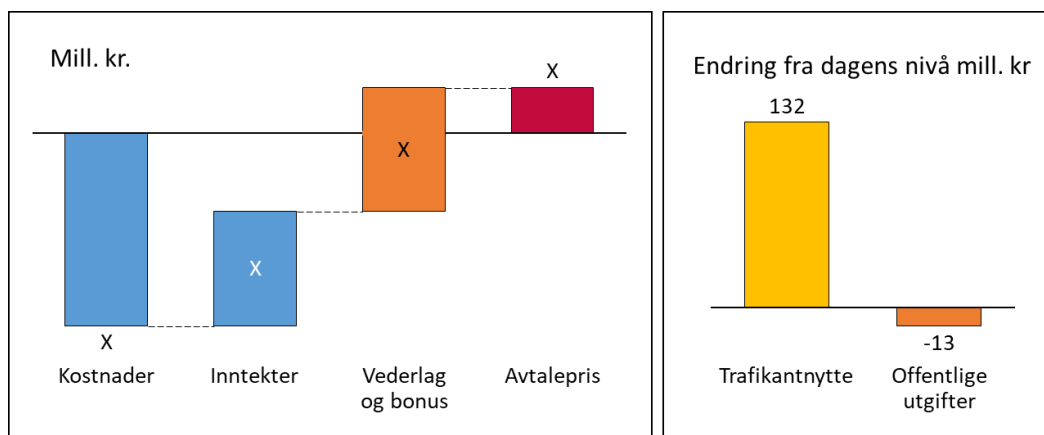 Mill. kr.
X
X
X
X
Kostnader
Inntekter
Vederlag
og bonus
Avtalepris
Endring fra dagens nivå mill. kr
132
-13
Trafikantnytte
Offentlige
utgifter